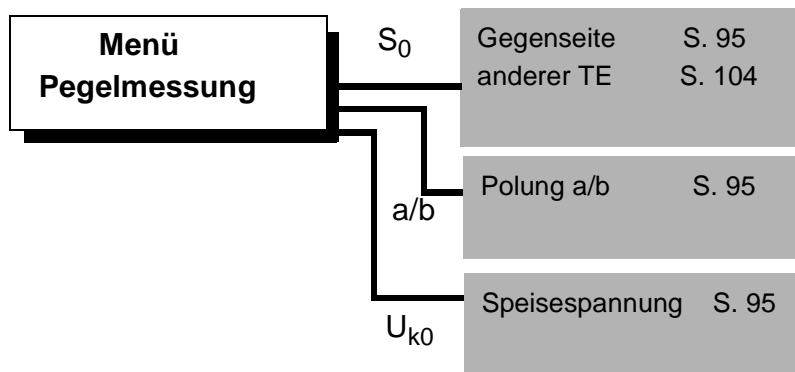 Menü
Pegelmessung
S0
Gegenseite S. 95
anderer TE S. 104
a/b
Polung a/b S. 95
Uk0
Speisespannung S. 95